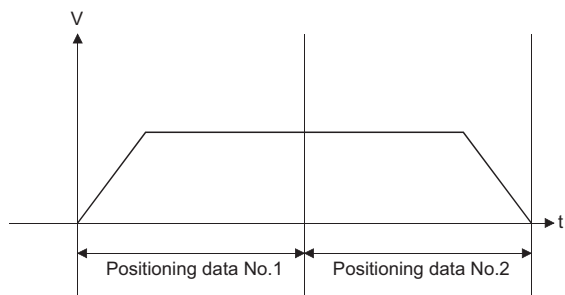 V
t
Positioning data No.1
Positioning data No.2